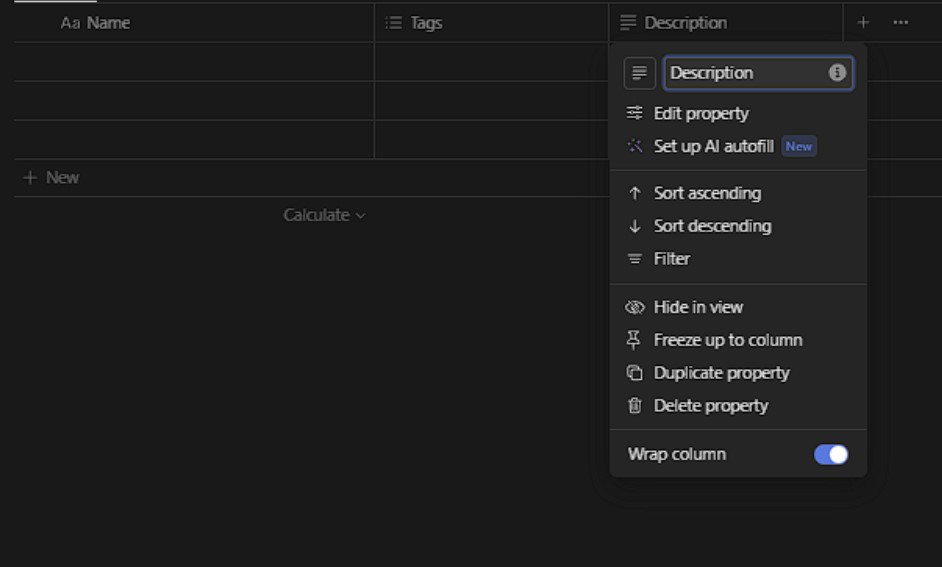 Aa Name
Tags
Description
Description
Edit property
Set up AI autofill New
Sort ascending
Sort descending
Filter
Hide in view
Freeze up to column
Duplicate property
Delete property
Wrap column
+ New
Calculate